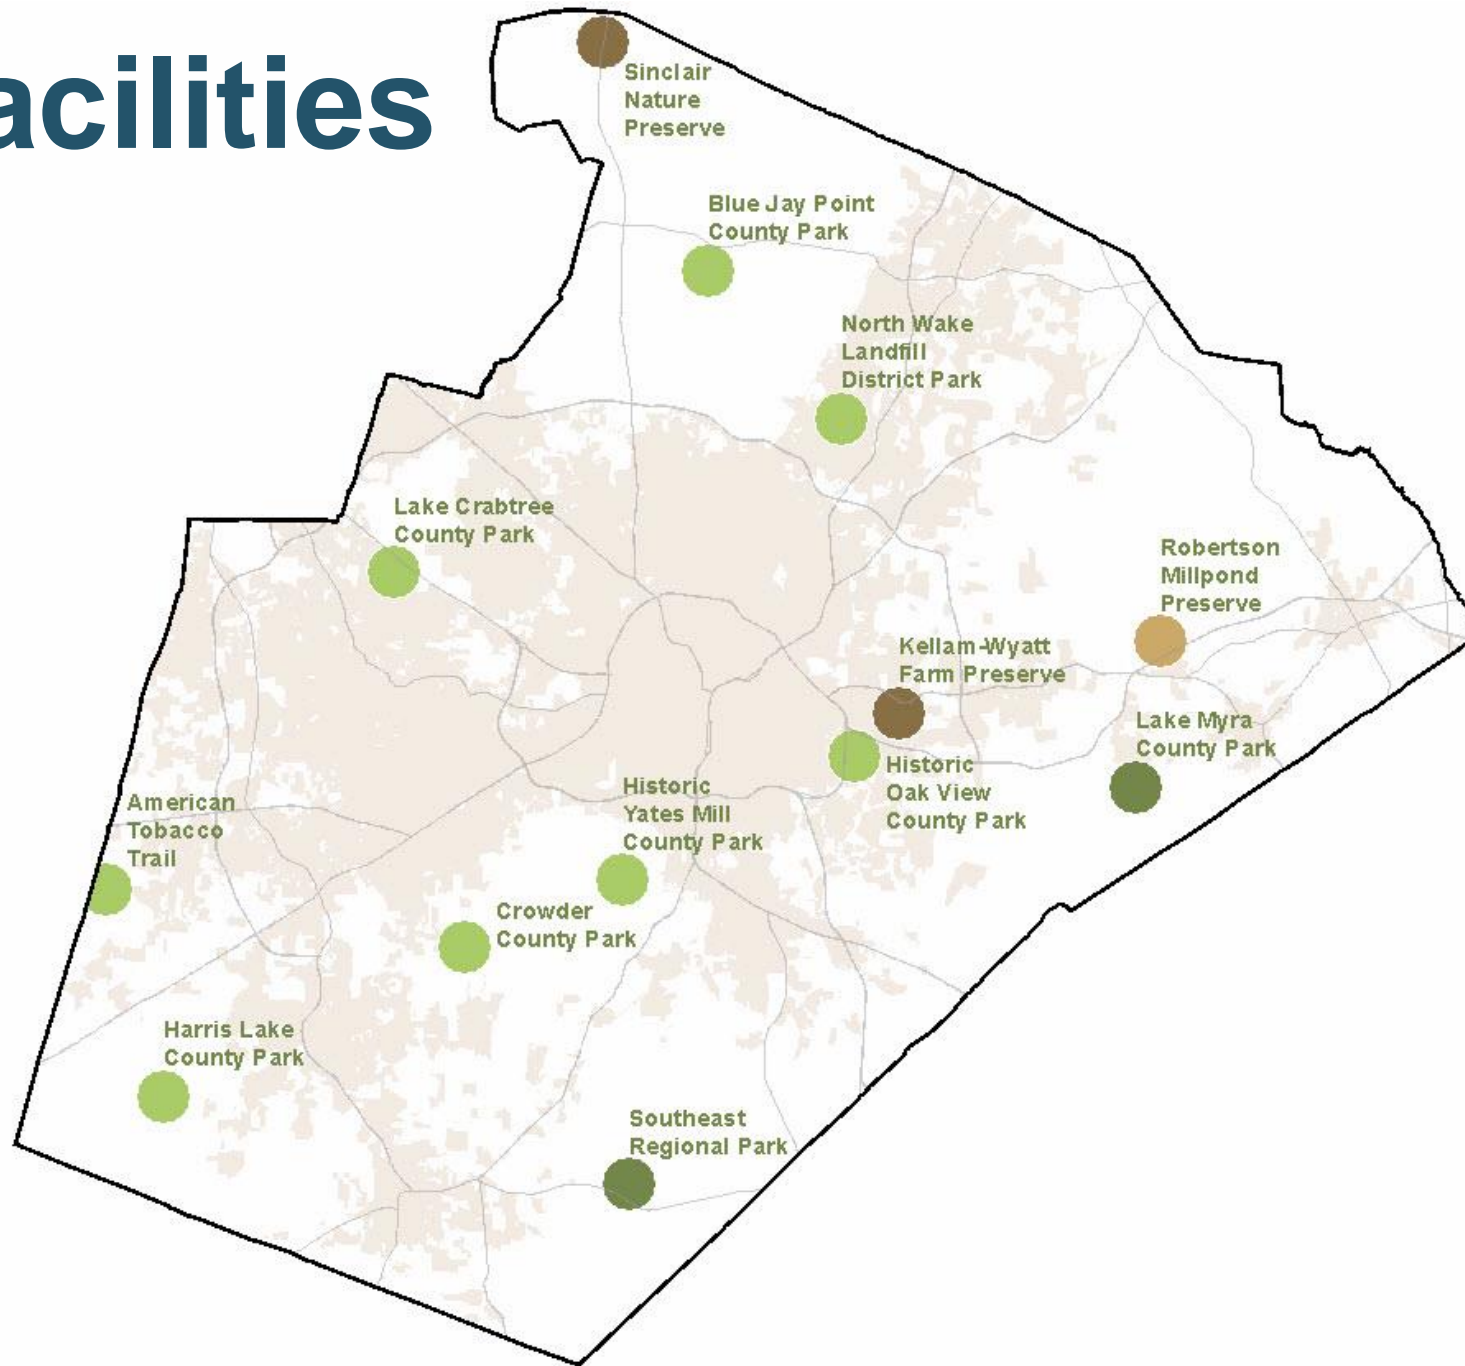 acilities
Sinclair
Nature
Preserve
Blue Jay Point
County Park
North Wake
Landfill
District Park
Lake Crabtree
County Park
Robertson
Millpond
Preserve
Kellam-Wyatt
Farm Preserve
Lake Myra
County Park
Historic
Oak View
County Park
Historic
Yates Mill
County Park
American
Tobacco
Trail
Crowder
County Park
Harris Lake
County Park
Southeast
Regional Park